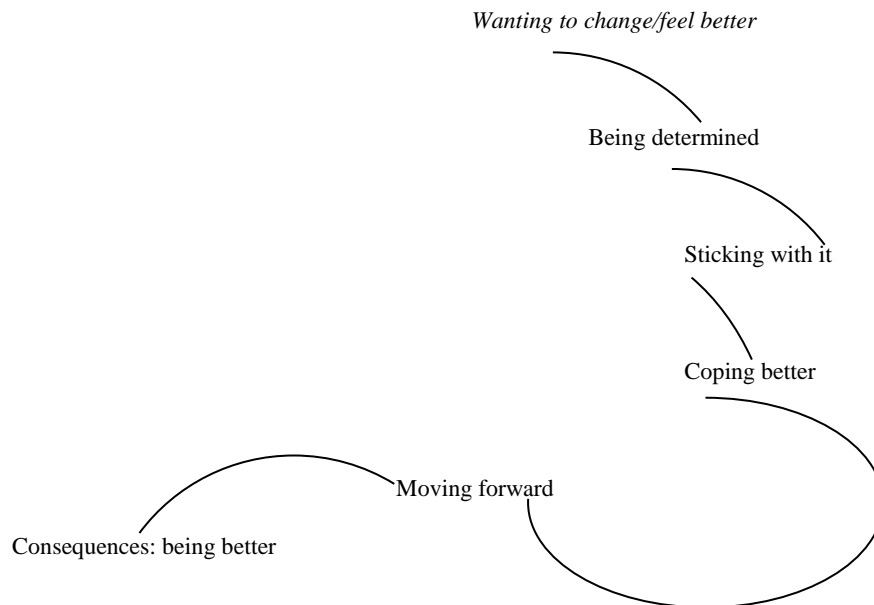 Wanting to change/feel better
Being determined
Sticking with it
Coping better
Moving forward
Consequences: being better